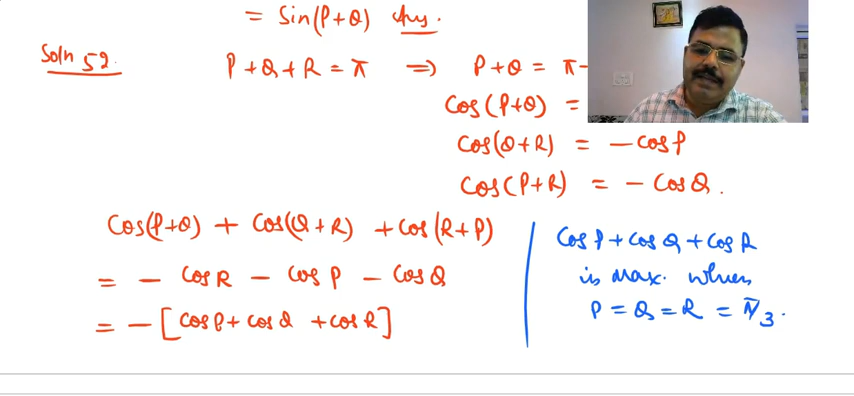 = Sin(P+Q) Ans.
Soln 52.
P+Q+R = π ⇒ P+Q = π-
Cos(P+Q) =
Cos(Q+R) = - cos P
Cos(P+R) = - Cos Q.
Cos(P+Q) + Cos(Q+R) + Cos(R+P)
= - Cos R - Cos P - Cos Q
= - [Cos P + Cos Q + Cos R]
Cos P + Cos Q + Cos R
is max. when
P = Q = R = π/3.